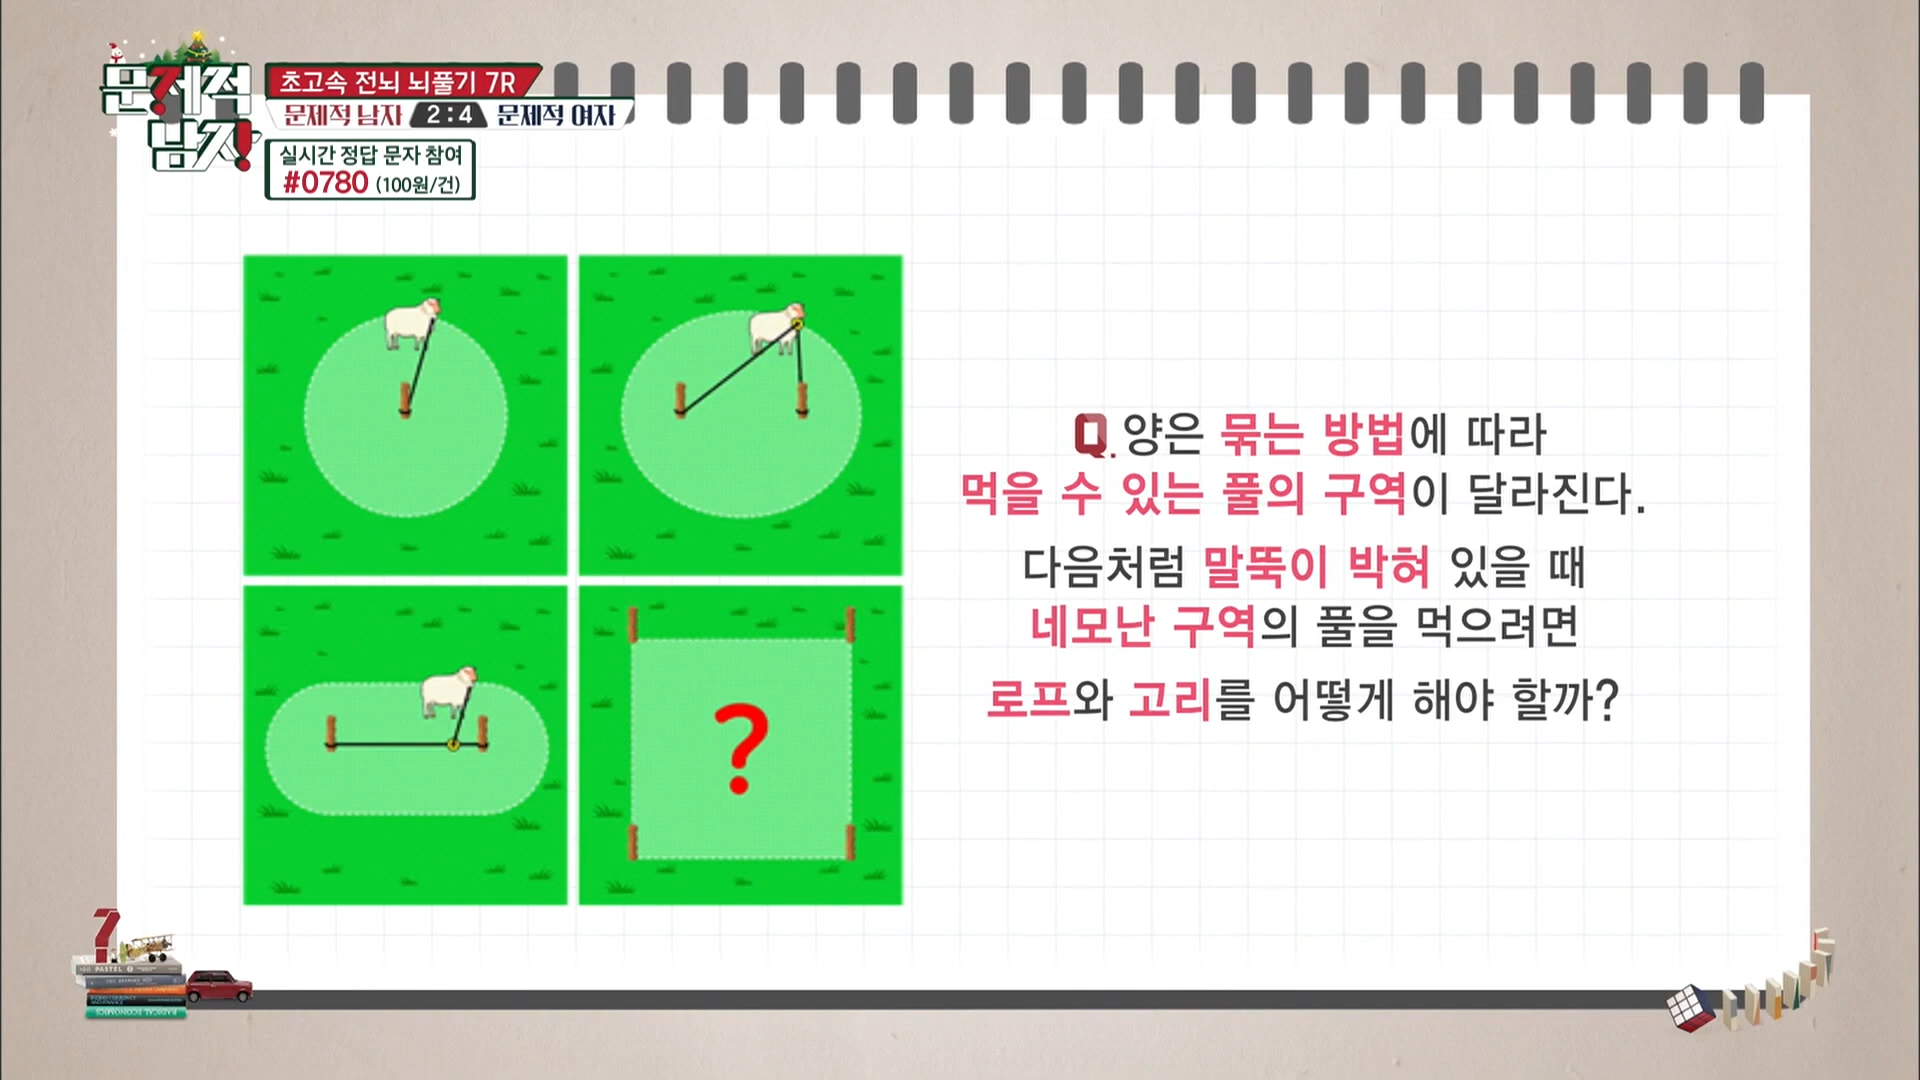 문제적
남자!
초고속 전뇌 뇌풀기 7R
문제적 남자 2:4 문제적 여자
실시간 정답 문자 참여
#0780 (100원/건)
Q. 양은 묶는 방법에 따라
먹을 수 있는 풀의 구역이 달라진다.
다음처럼 말뚝이 박혀 있을 때
네모난 구역의 풀을 먹으려면
로프와 고리를 어떻게 해야 할까?
?
7
PASTEL
RADICAL ECONOMICS